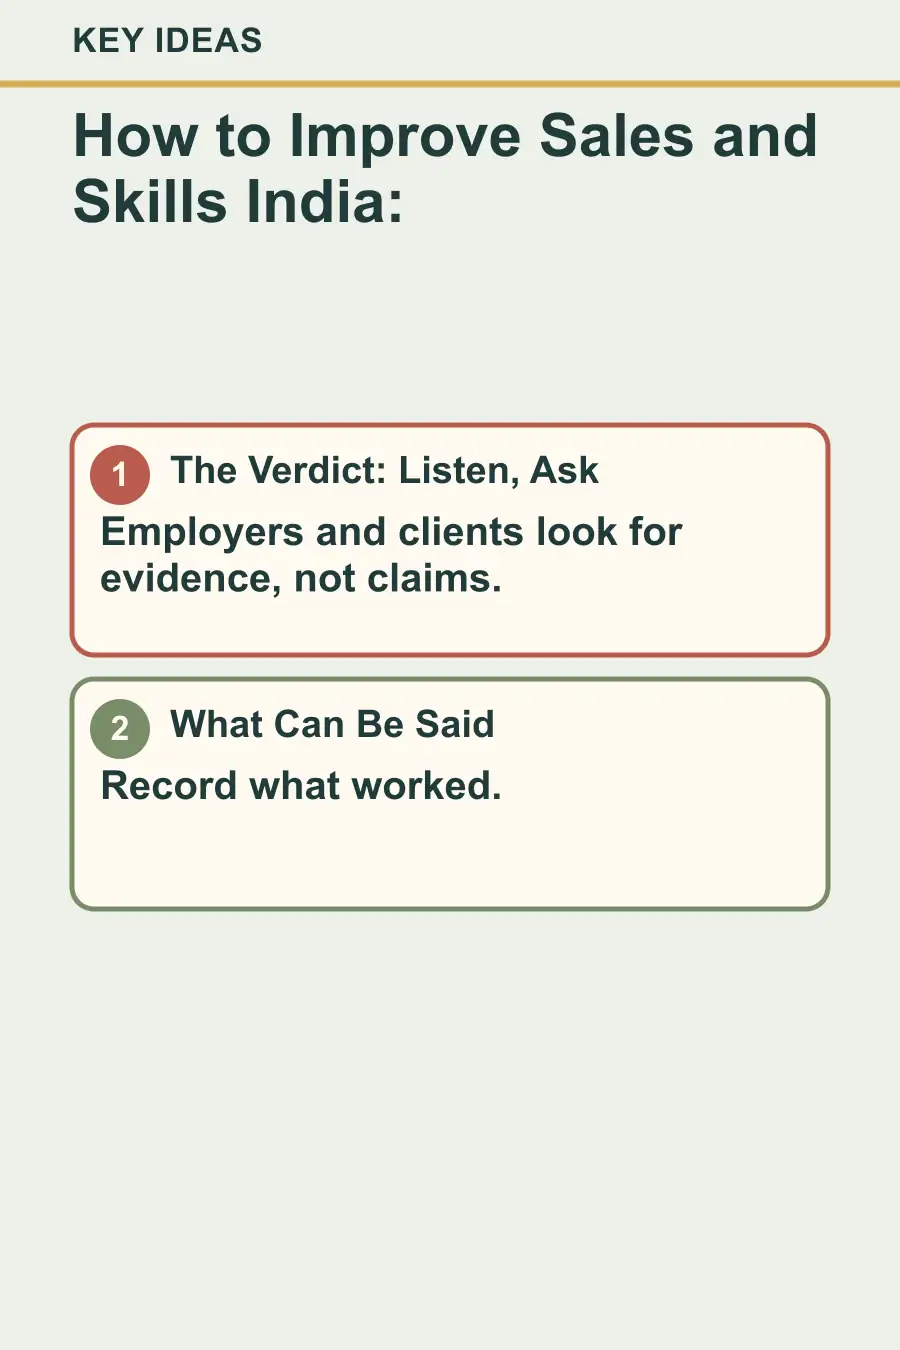 KEY IDEAS
How to Improve Sales and
Skills India:
1 The Verdict: Listen, Ask
Employers and clients look for
evidence, not claims.
2 What Can Be Said
Record what worked.